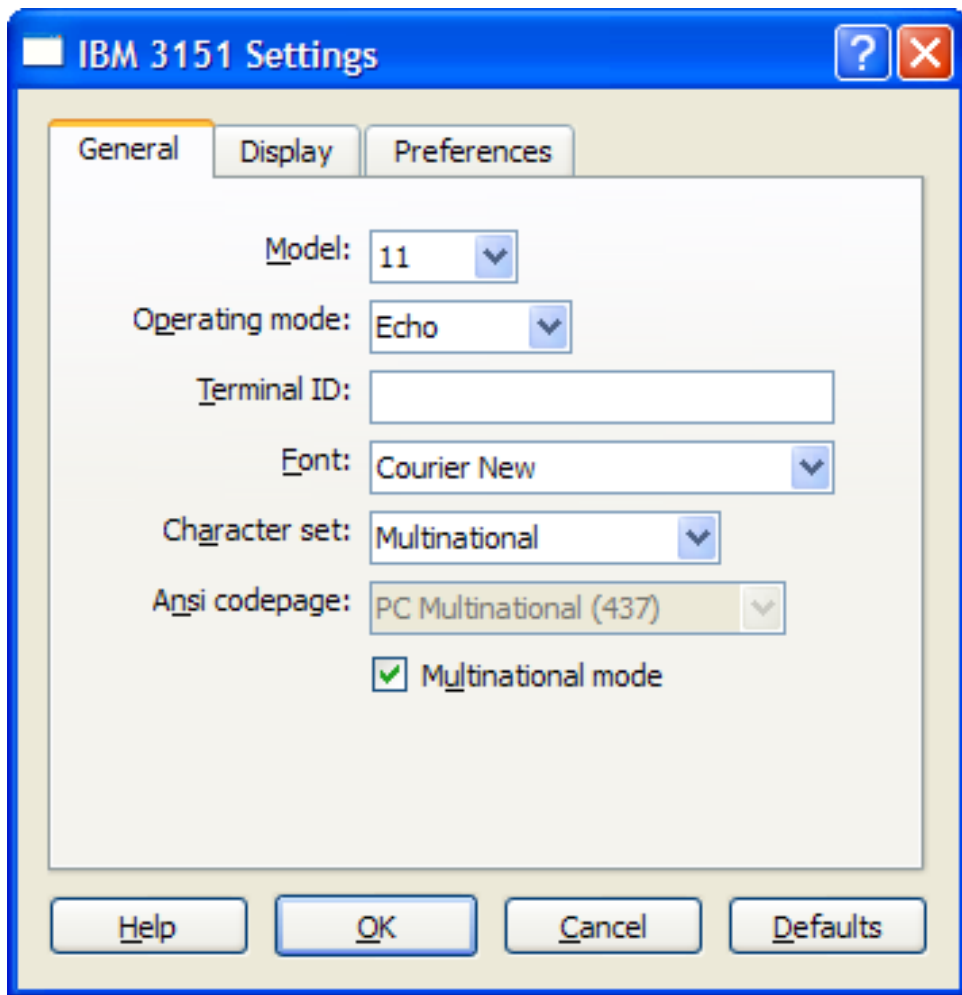 IBM 3151 Settings
?
General Display Preferences
Model: 11
Operating mode: Echo
Terminal ID:
Font: Courier New
Character set: Multinational
Ansi codepage: PC Multinational (437)
Multinational mode
Help OK Cancel Defaults